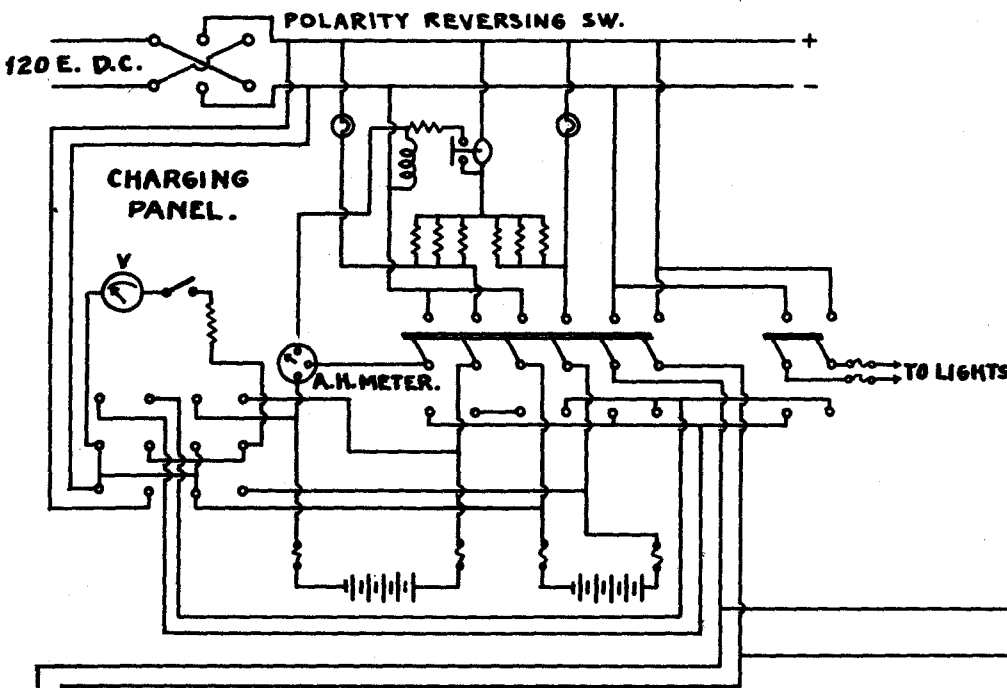 POLARITY REVERSING SW.
+
120 E. D.C.
-
CHARGING
PANEL.
V
A.H. METER.
TO LIGHTS